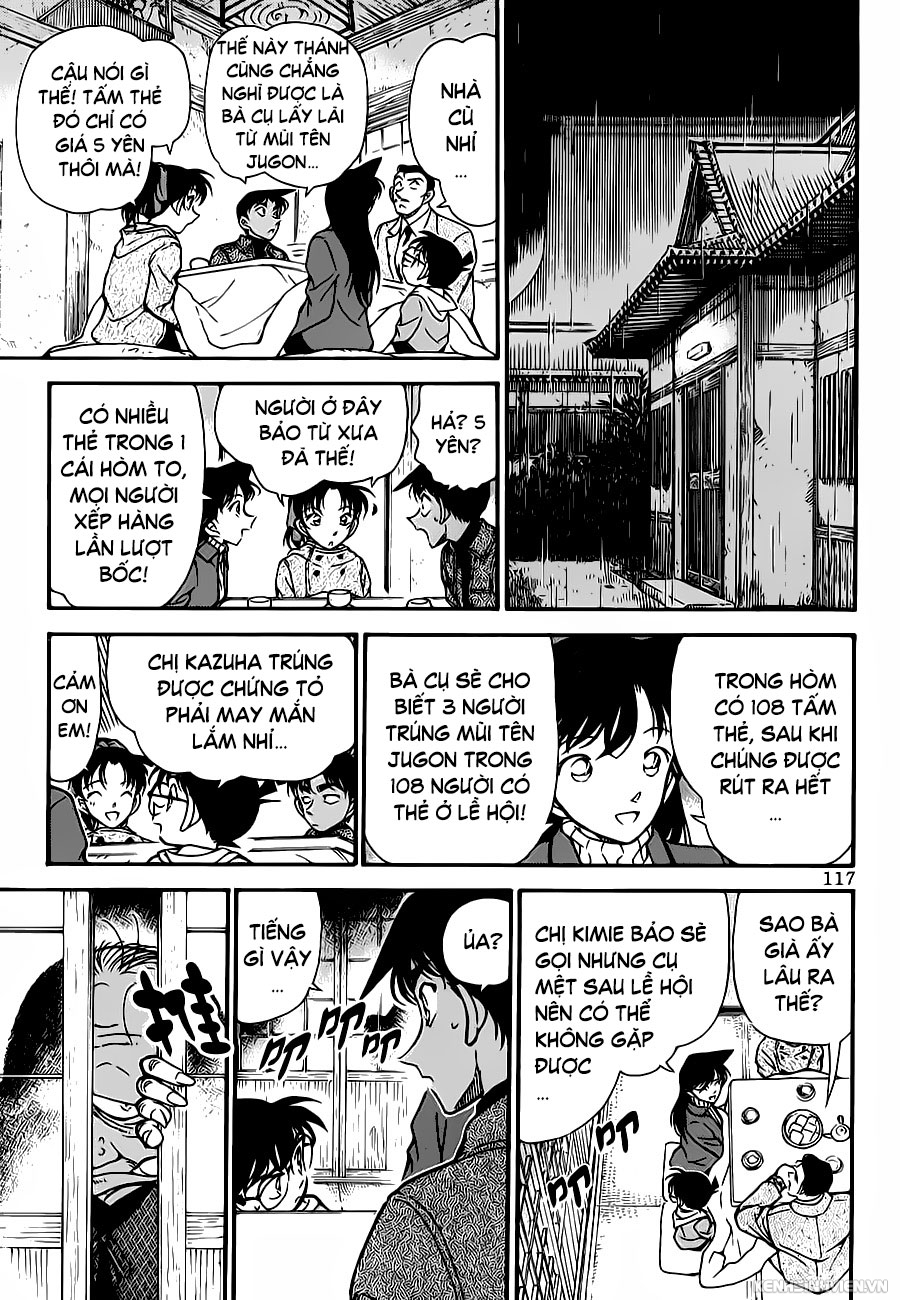 NHÀ
CŨ
NHỈ
...
THẾ NÀY THÁNH
CŨNG CHẲNG
NGHĨ ĐƯỢC LÀ
BÀ CỤ LẤY LẠI
TỪ MŨI TÊN
JUGON...
CẬU NÓI GÌ
THẾ! TẤM THẺ
ĐÓ CHỈ CÓ
GIÁ 5 YÊN
THÔI MÀ!
HẢ? 5
YÊN?
NGƯỜI Ở ĐÂY
BẢO TỪ XƯA
ĐÃ THẾ!
CÓ NHIỀU
THẺ TRONG 1
CÁI HÒM TO,
MỌI NGƯỜI
XẾP HÀNG
LẦN LƯỢT
BỐC!
TRONG HÒM
CÓ 108 TẤM
THẺ, SAU KHI
CHÚNG ĐƯỢC
RÚT RA HẾT
...
BÀ CỤ SẼ CHO
BIẾT 3 NGƯỜI
TRÚNG MŨI TÊN
JUGON TRONG
108 NGƯỜI CÓ
THẺ Ở LỄ HỘI!
CHỊ KAZUHA TRÚNG
ĐƯỢC CHỨNG TỎ
PHẢI MAY MẮN
LẮM NHỈ...
CẢM
ƠN
EM!
117
SAO BÀ
GIÀ ẤY
LÂU RA
THẾ?
CHỊ KIMIE BẢO SẼ
GỌI NHƯNG CỤ
MỆT SAU LỄ HỘI
NÊN CÓ THỂ
KHÔNG GẶP
ĐƯỢC
...
ỦA?
TIẾNG
GÌ VẬY
...
KENHSINHVIEN.VN